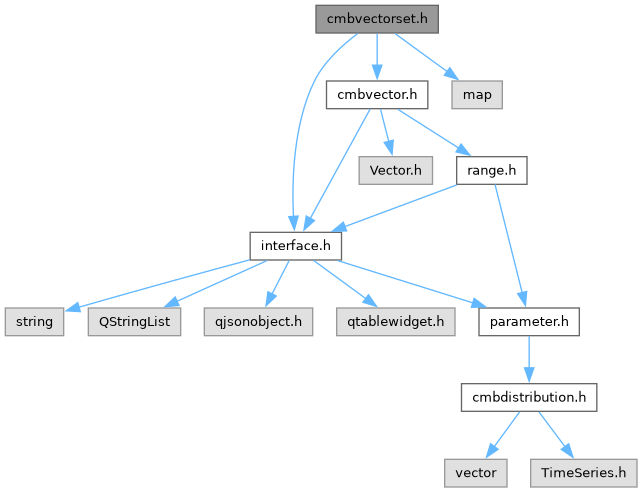 cmbvectorset.h
cmbvector.h
map
Vector.h
range.h
interface.h
string
QStringList
qjsonobject.h
qtablewidget.h
parameter.h
cmbdistribution.h
vector
TimeSeries.h